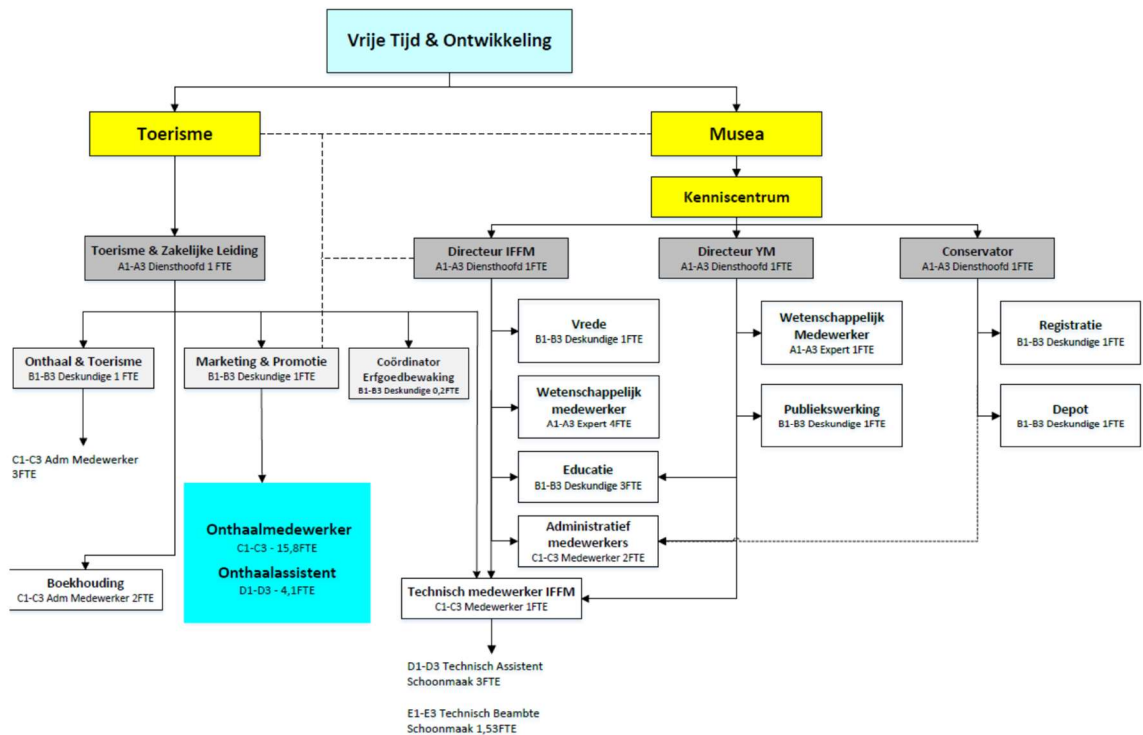 Vrije Tijd & Ontwikkeling
Toerisme
Musea
Kenniscentrum
Toerisme & Zakelijke Leiding
A1-A3 Diensthoofd 1 FTE
Directeur IFFM
A1-A3 Diensthoofd 1FTE
Directeur YM
A1-A3 Diensthoofd 1FTE
Conservator
A1-A3 Diensthoofd 1FTE
Onthaal & Toerisme
B1-B3 Deskundige 1 FTE
Marketing & Promotie
B1-B3 Deskundige 1FTE
Coördinator
Erfgoedbewaking
B1-B3 Deskundige 0,2FTE
Vrede
B1-B3 Deskundige 1FTE
Wetenschappelijk
Medewerker
A1-A3 Expert 1FTE
Registratie
B1-B3 Deskundige 1FTE
Wetenschappelijk
medewerker
A1-A3 Expert 4FTE
Publiekswerking
B1-B3 Deskundige 1FTE
Depot
B1-B3 Deskundige 1FTE
C1-C3 Adm Medewerker
3FTE
Educatie
B1-B3 Deskundige 3FTE
Onthaalmedewerker
C1-C3 - 15,8FTE
Onthaalassistent
D1-D3 - 4,1FTE
Administratief
medewerkers
C1-C3 Medewerker 2FTE
Boekhouding
C1-C3 Adm Medewerker 2FTE
Technisch medewerker IFFM
C1-C3 Medewerker 1FTE
D1-D3 Technisch Assistent
Schoonmaak 3FTE
E1-E3 Technisch Beambte
Schoonmaak 1,53FTE